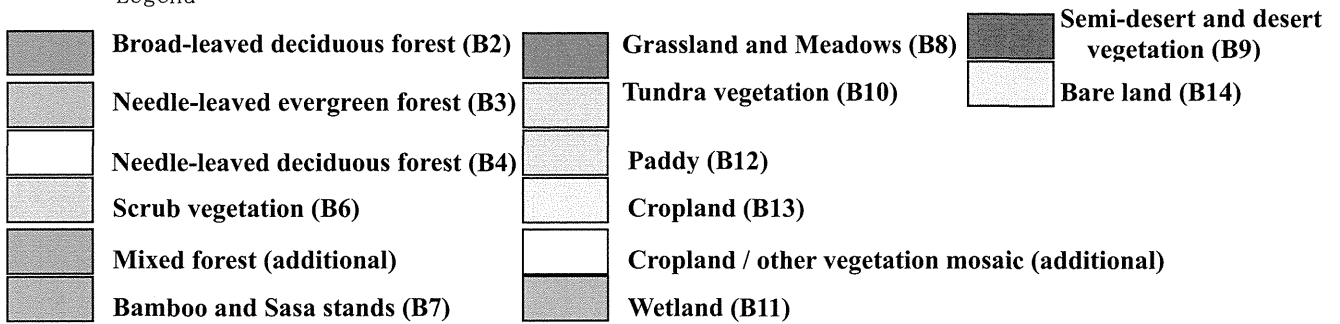 Legend
Broad-leaved deciduous forest (B2)
Needle-leaved evergreen forest (B3)
Needle-leaved deciduous forest (B4)
Scrub vegetation (B6)
Mixed forest (additional)
Bamboo and Sasa stands (B7)
Grassland and Meadows (B8)
Tundra vegetation (B10)
Paddy (B12)
Cropland (B13)
Cropland / other vegetation mosaic (additional)
Wetland (B11)
Semi-desert and desert
vegetation (B9)
Bare land (B14)